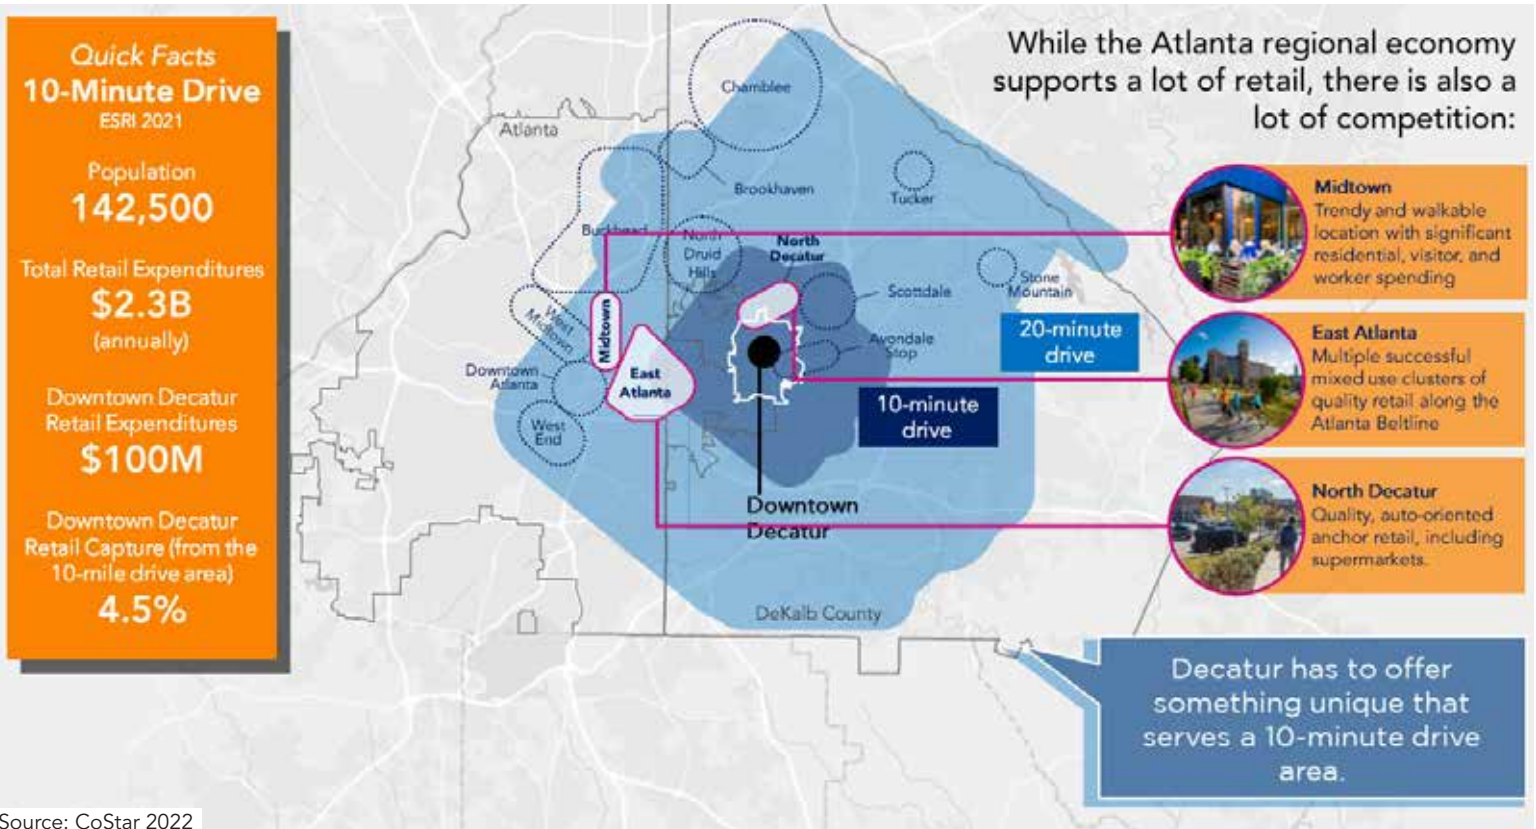 Quick Facts
10-Minute Drive
ESRI 2021
Population
142,500
Total Retail Expenditures
$2.3B
(annually)
Downtown Decatur
Retail Expenditures
$100M
Downtown Decatur
Retail Capture (from the
10-mile drive area)
4.5%
While the Atlanta regional economy
supports a lot of retail, there is also a
lot of competition:
Chamblee
Atlanta
Brookhaven
Tucker
Buckhead
North
Druid
Hills
North
Decatur
Stone
Mountain
Scottdale
West
Midtown
Midtown
Avondale
Stop
20-minute
drive
Downtown
Atlanta
East
Atlanta
10-minute
drive
West
End
Downtown
Decatur
DeKalb County
Midtown
Trendy and walkable
location with significant
residential, visitor, and
worker spending
East Atlanta
Multiple successful
mixed use clusters of
quality retail along the
Atlanta Beltline
North Decatur
Quality, auto-oriented
anchor retail, including
supermarkets.
Decatur has to offer
something unique that
serves a 10-minute drive
area.
Source: CoStar 2022